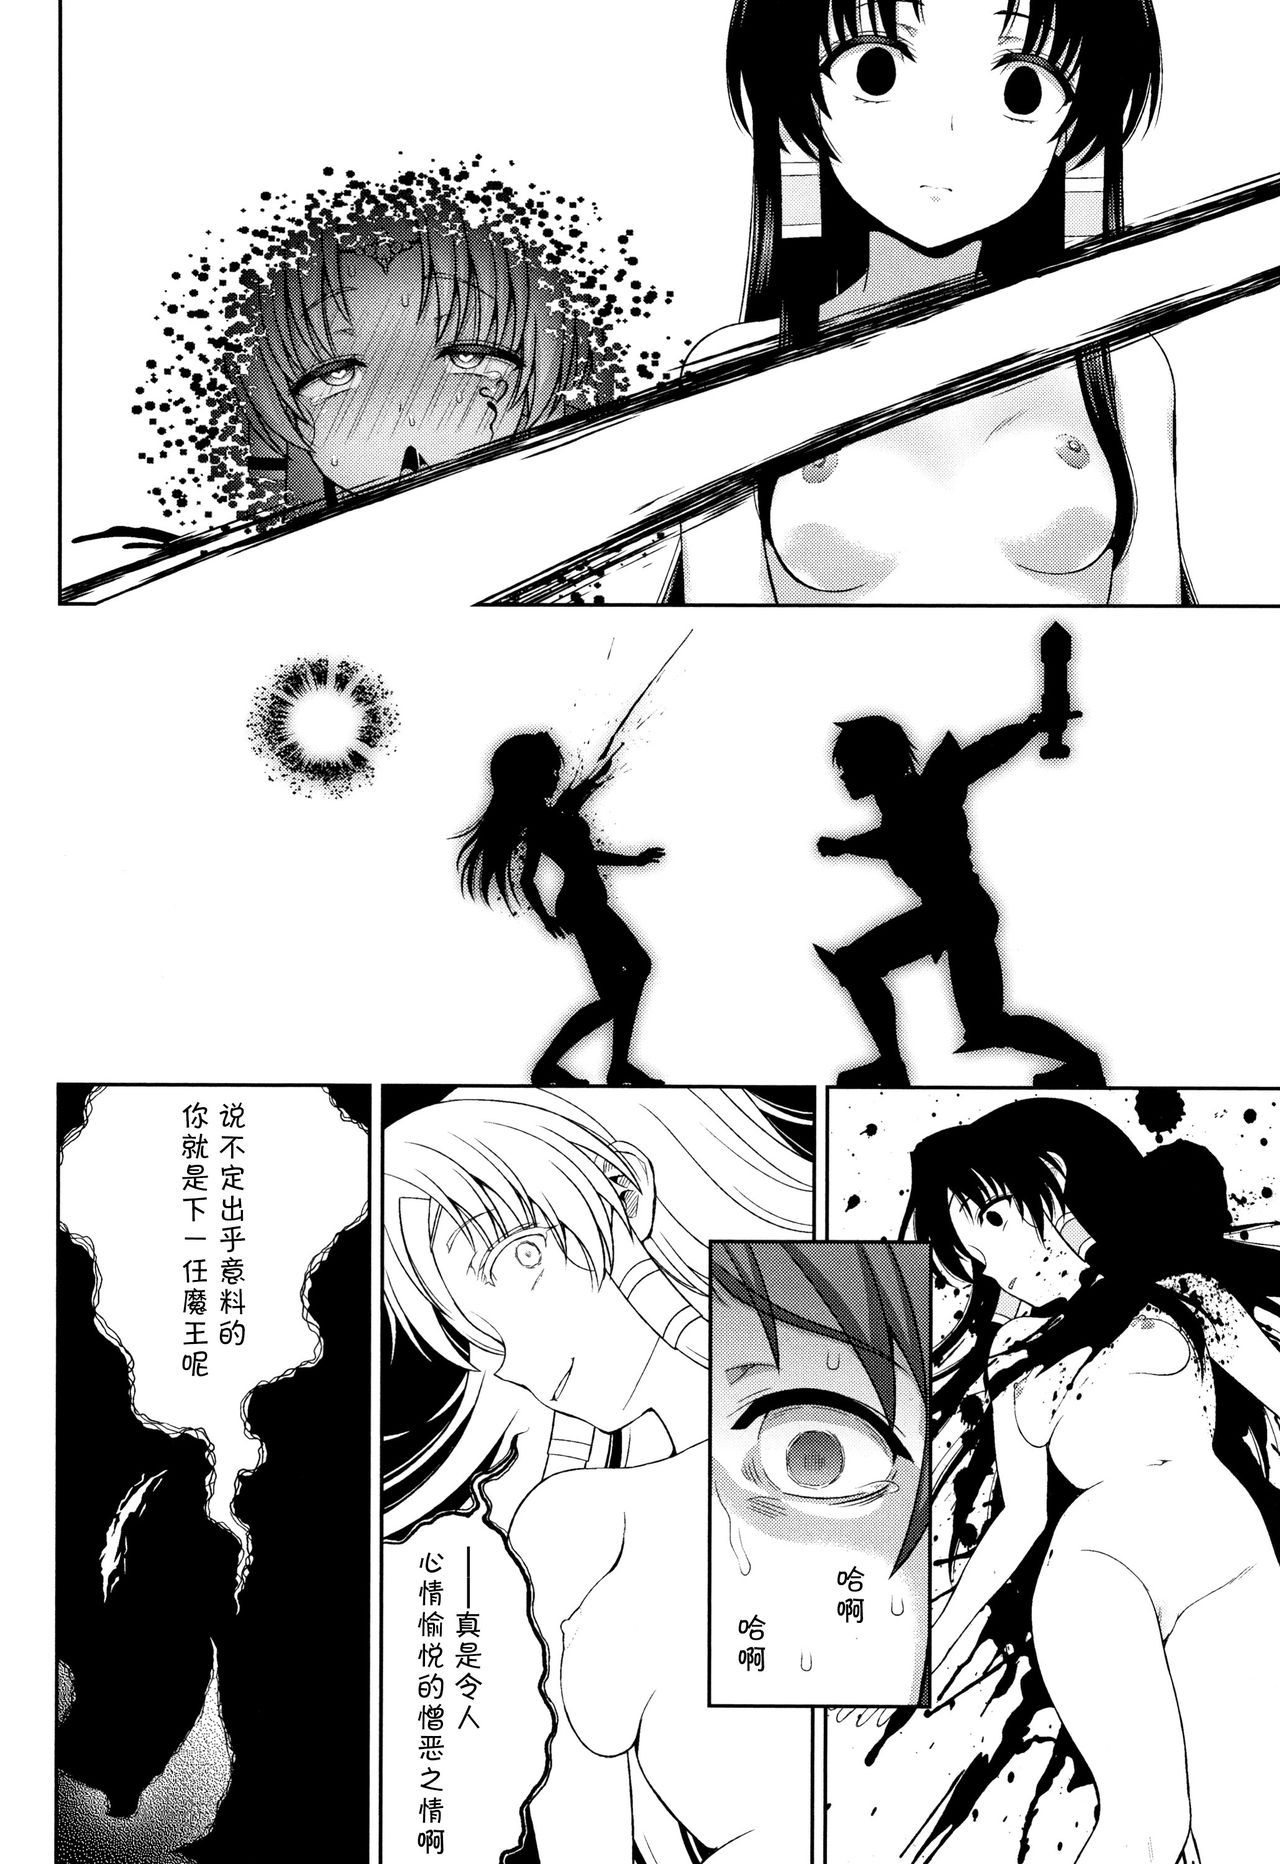 哈啊
哈啊
——真是令人
心情愉悦的憎恶之情啊
说不定出乎意料的
你就是下一任魔王呢